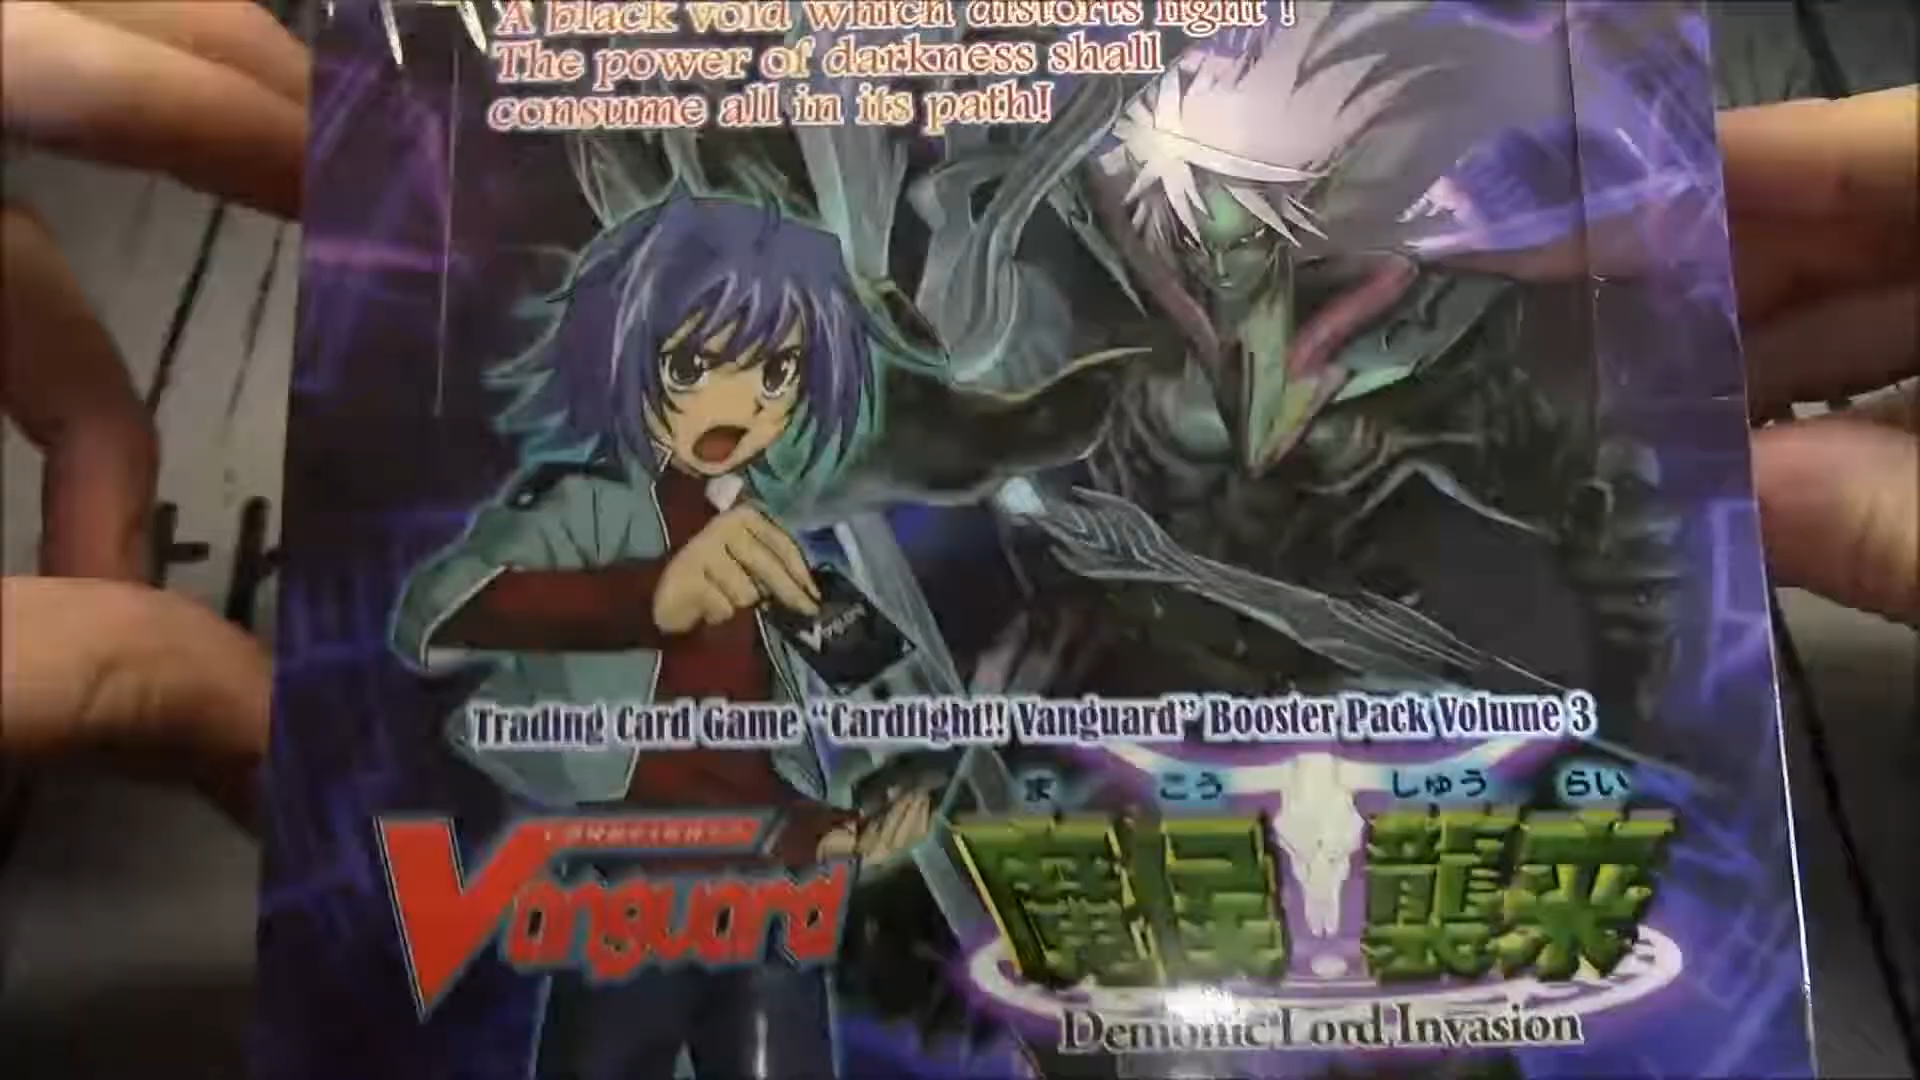 A black void which distorts light !
The power of darkness shall
consume all in its path!
Vanguard
Trading Card Game “Cardfight!! Vanguard” Booster Pack Volume 3
ま こう しゅう らい
CARDFIGHT!!
Vanguard
魔侯襲来
Demonic Lord Invasion